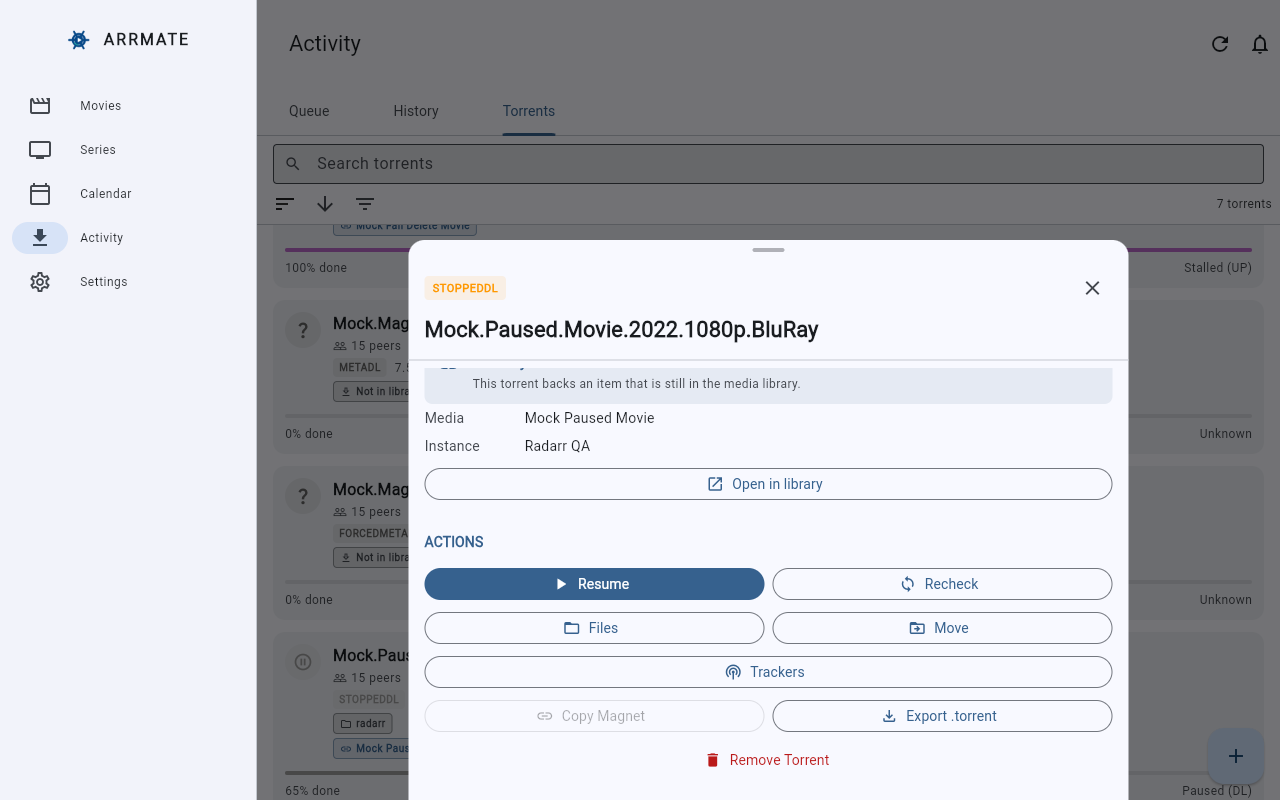 ARRMATE
Movies
Series
Calendar
Activity
Settings
Activity
Queue
History
Torrents
Search torrents
7 torrents
Mock Fail Delete Movie
100% done
Stalled (UP)
Mock.Mag
15 peers
METADL
7.
Not in libra
0% done
Unknown
Mock.Mag
15 peers
FORCEDMETA
Not in libra
0% done
Unknown
Mock.Paus
15 peers
STOPPEDDL
radarr
Mock Paus
65% done
Paused (DL)
STOPPEDDL
Mock.Paused.Movie.2022.1080p.BluRay
This torrent backs an item that is still in the media library.
Media Mock Paused Movie
Instance Radarr QA
Open in library
ACTIONS
Resume
Recheck
Files
Move
Trackers
Copy Magnet
Export .torrent
Remove Torrent